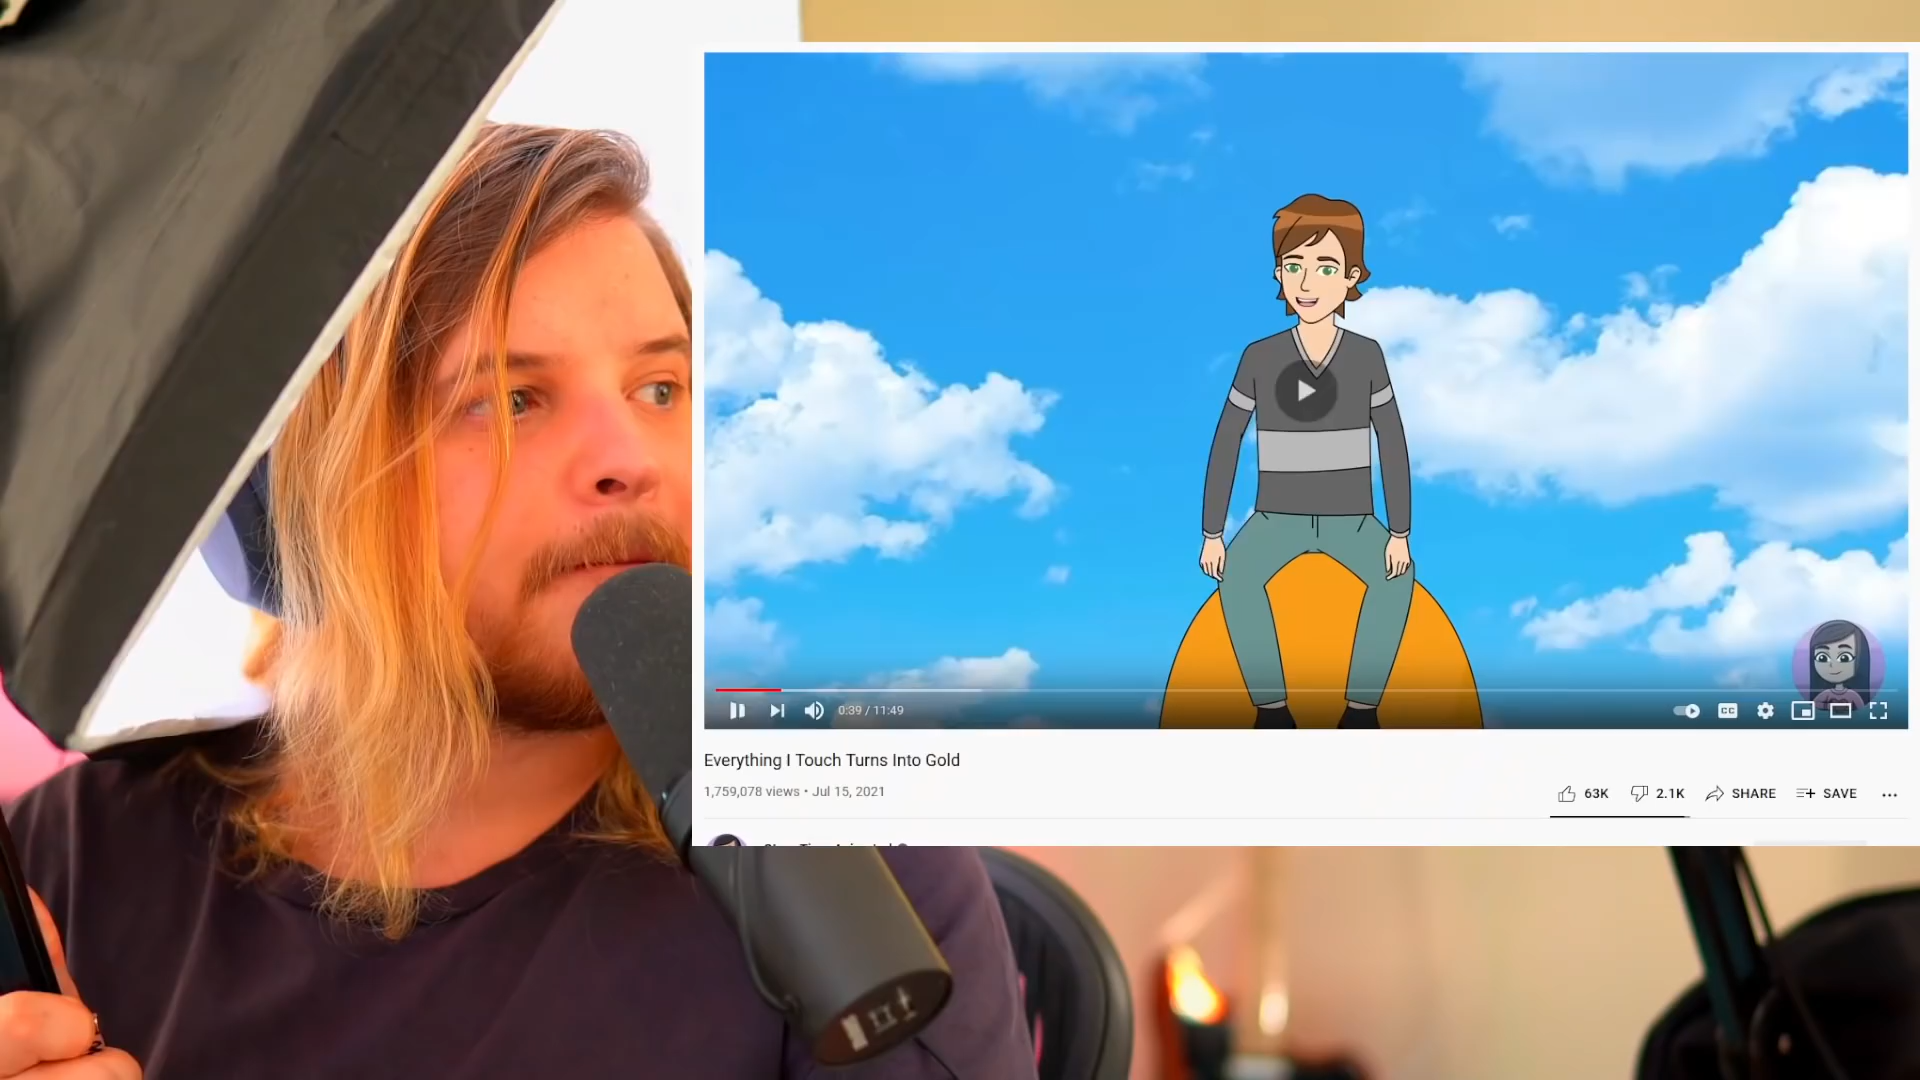 0:39 / 11:49
CC
Everything I Touch Turns Into Gold
1,759,078 views • Jul 15, 2021
63K
2.1K
SHARE
SAVE